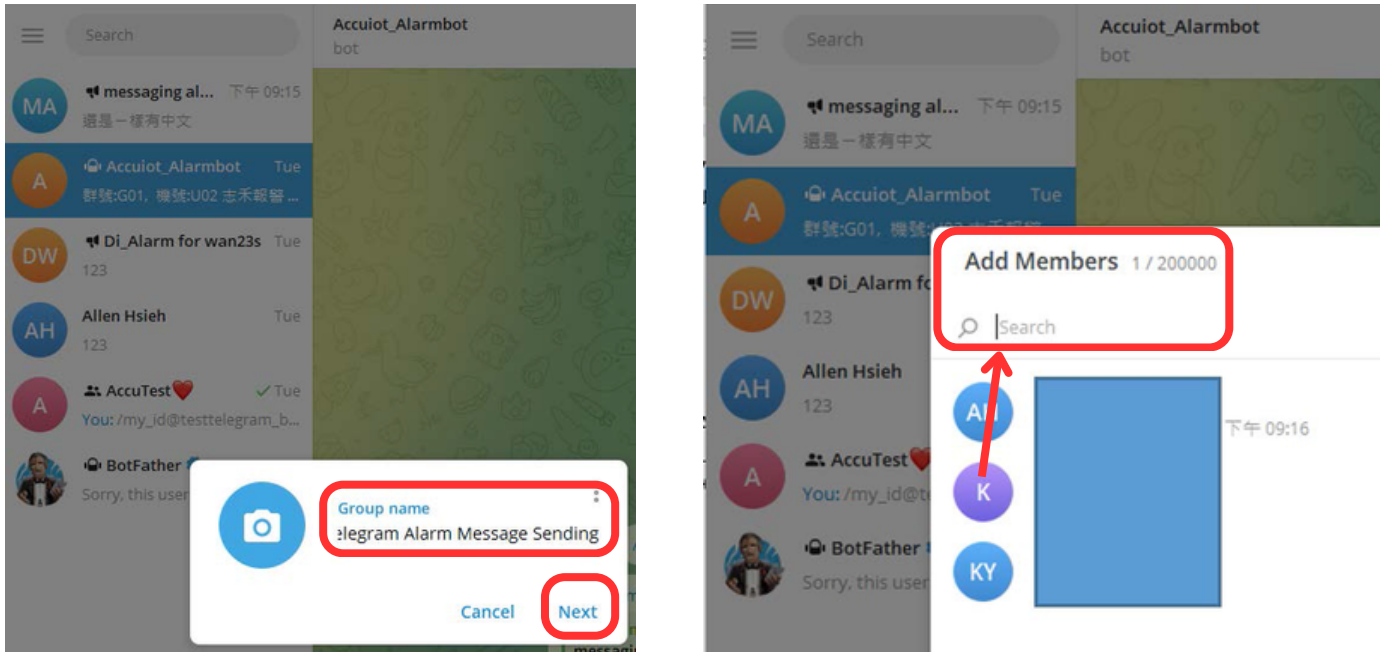 Search
Accuiot_Alarmbot
bot
MA
messaging al... 下午 09:15
還是一樣有中文
A
Accuiot_Alarmbot Tue
群號:G01, 機號:U02 志禾報警 ...
DW
Di_Alarm for wan23s Tue
123
AH
Allen Hsieh Tue
123
A
AccuTest Tue
You: /my_id@testtelegram_b...
BotFather
Sorry, this user
Group name
elegram Alarm Message Sending
Cancel
Next
Search
Accuiot_Alarmbot
bot
MA
messaging al... 下午 09:15
還是一樣有中文
A
Accuiot_Alarmbot Tue
群號:G01, 機號:
DW
Di_Alarm fo
123
AH
Allen Hsieh
123
A
AccuTest
You: /my_id@te
BotFather
Sorry, this user
Add Members 1 / 200000
Search
AH
下午 09:16
K
KY